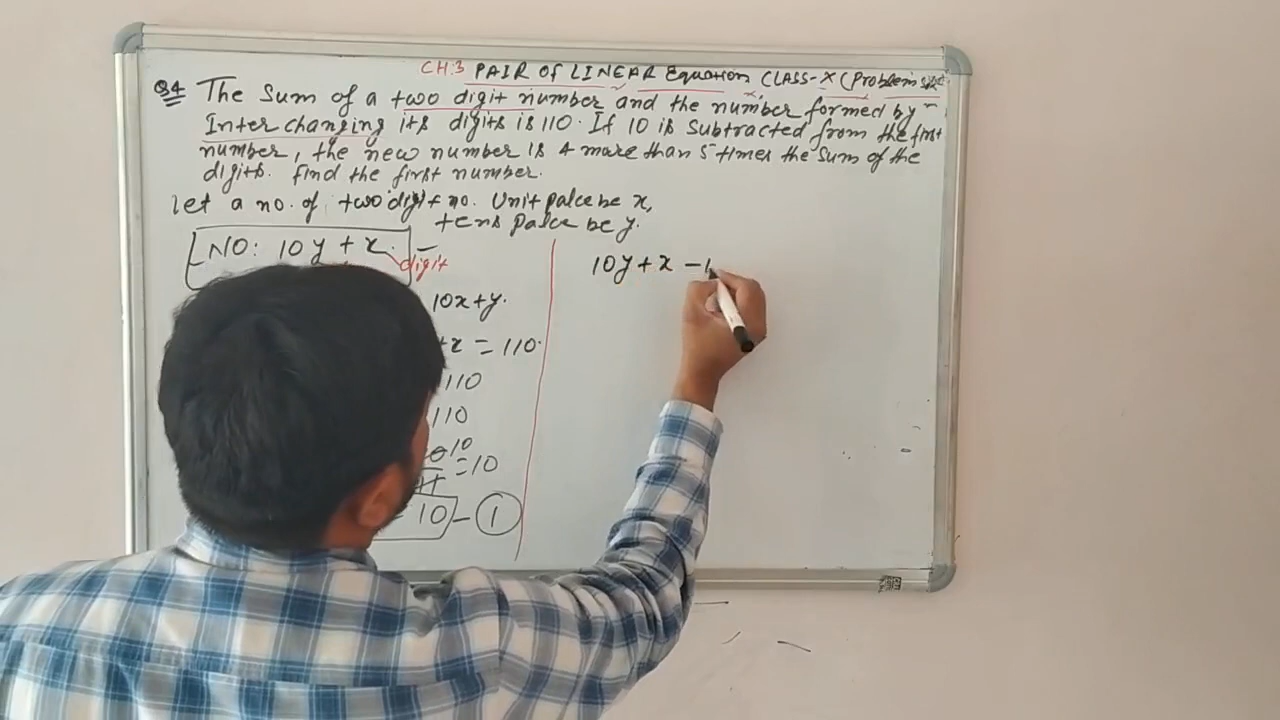 CH:3 PAIR OF LINEAR Equation CLASS-X (Problem
Q4 The Sum of a two digit number and the number formed by
Inter changing its digits is 110. If 10 is subtracted from the first
number, the new number is 4 more than 5 times the sum of the
digits. find the first number.
Let a no. of two digit no. Unit palce be x,
tens palce be y.
NO: 10y + x.
digit
10x+y.
+x = 110.
110
110
10
=10
10 - 1
10y+x -1